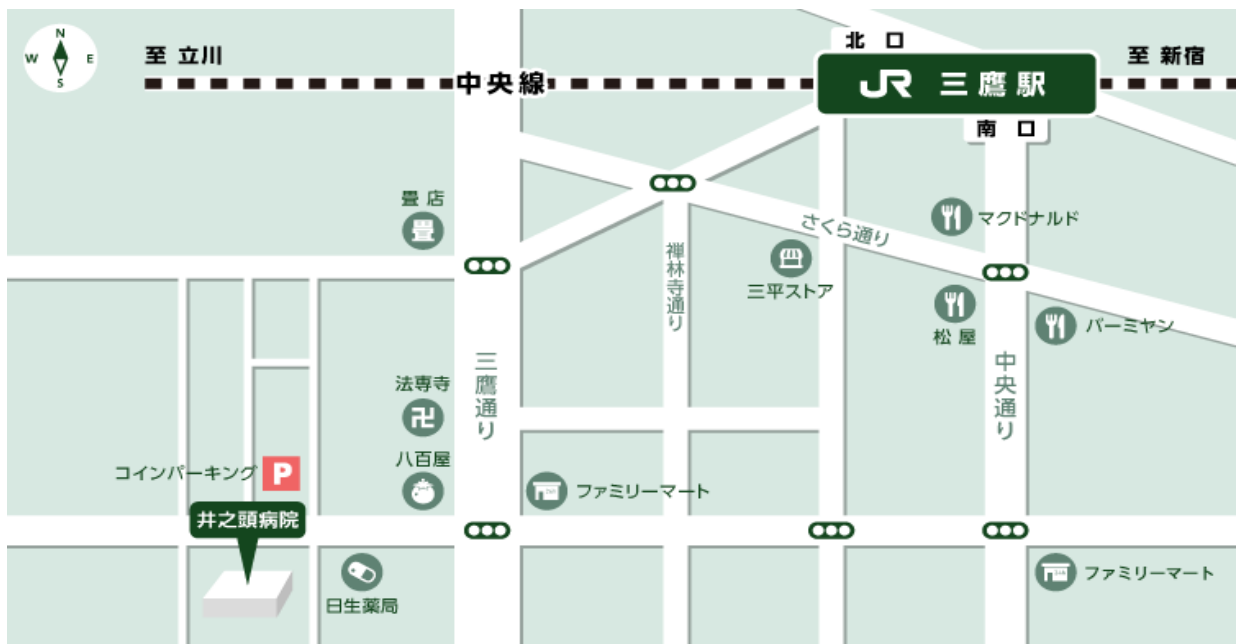 N
W
E
S
至 立川
中央線
北 口
JR 三鷹駅
至 新宿
南 口
畳 店
畳
マクドナルド
さくら通り
禅林寺通り
三平ストア
松 屋
バーミヤン
三鷹通り
中央通り
法専寺
卍
八百屋
コインパーキング
P
ファミリーマート
井之頭病院
日生薬局
ファミリーマート